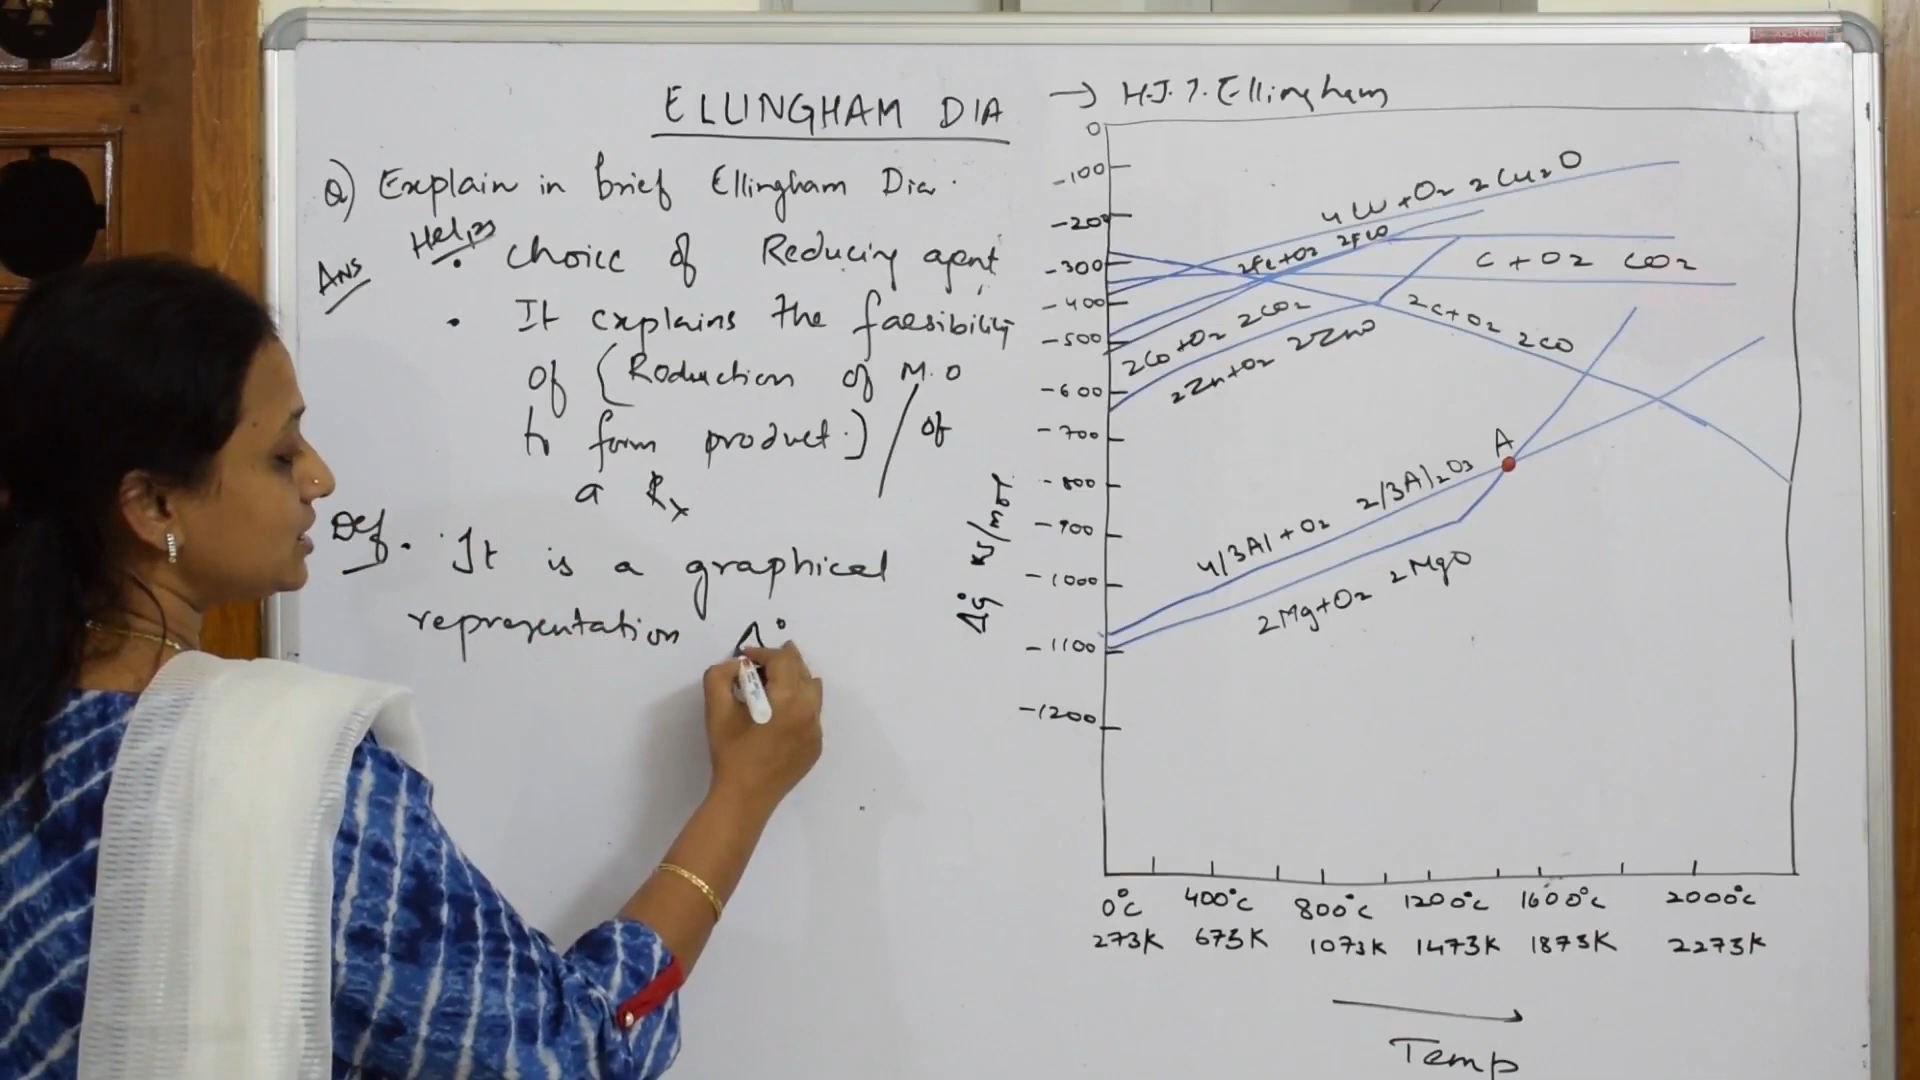 ELLINGHAM DIA → H.J.T. Ellingham
Q) Explain in brief Ellingham Dia.
Ans Helps
• Choice of Reducing agent
• It explains the faesibility
of (Reduction of M.O
to form product.) / of
a Rx
Def. • It is a graphical
representation Δ°
0
-100
-200
-300
-400
-500
-600
-700
-800
-900
-1000
-1100
-1200
Δg° KJ/mol
4Cu+O2 2Cu2O
2Fe+O2 2FeO
C+O2 CO2
2CO+O2 2CO2
2C+O2 2CO
2Zn+O2 2ZnO
A
4/3Al+O2 2/3Al2O3
2Mg+O2 2MgO
0°C 400°C 800°C 1200°C 1600°C 2000°C
273K 673K 1073K 1473K 1873K 2273K
Temp